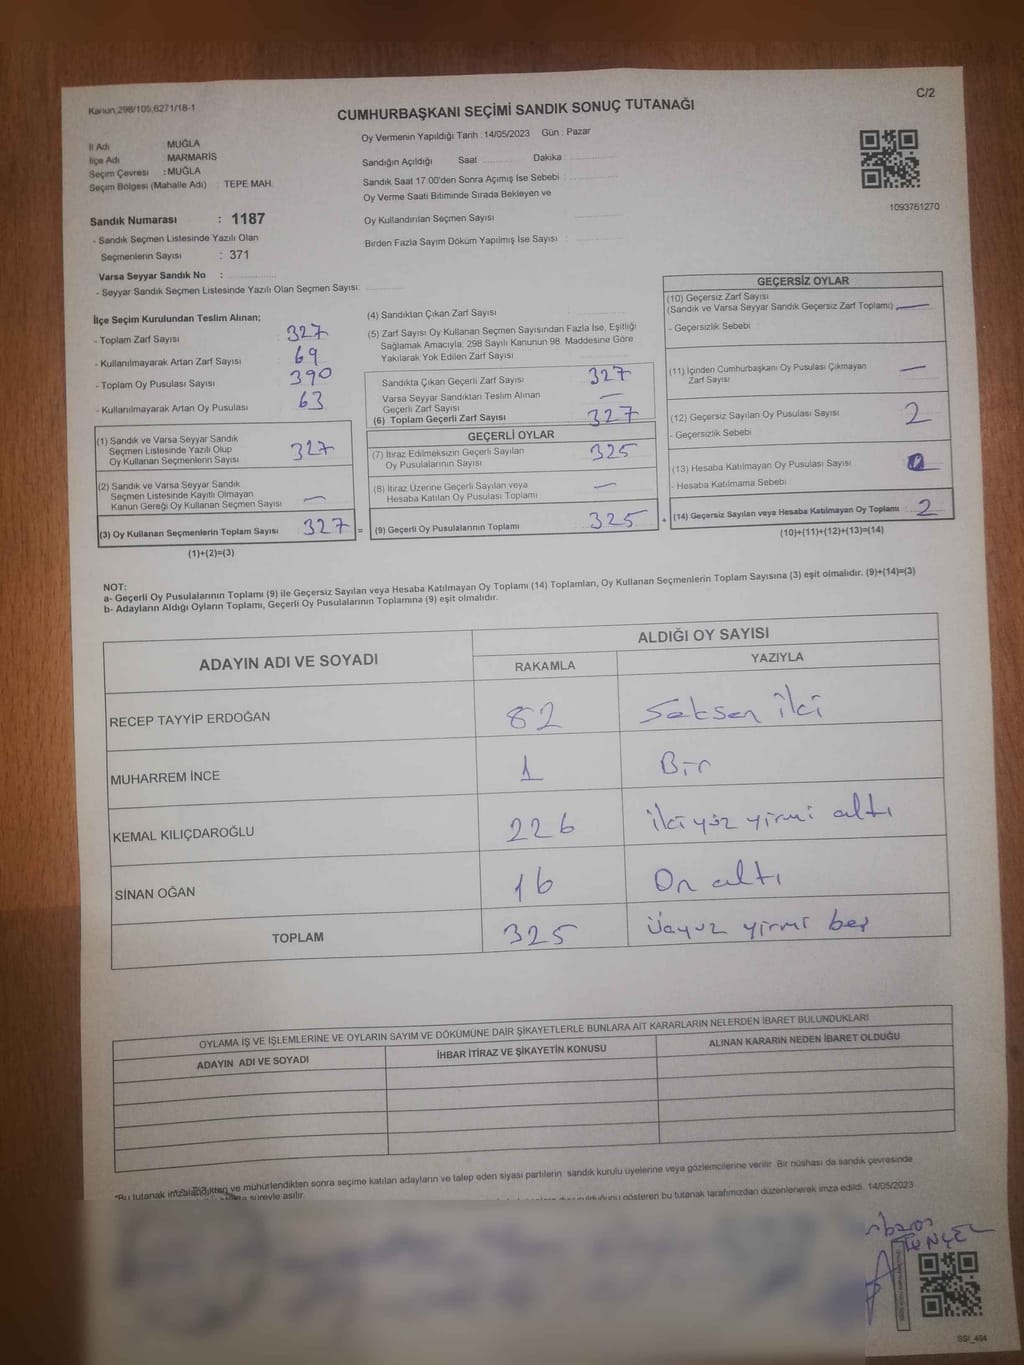 Kanun 298/105,6271/18-1
C/2
CUMHURBAŞKANI SEÇİMİ SANDIK SONUÇ TUTANAĞI
Oy Vermenin Yapıldığı Tarih : 14/05/2023 Gün : Pazar
İl Adı : MUĞLA
İlçe Adı : MARMARİS
Seçim Çevresi : MUĞLA
Seçim Bölgesi (Mahalle Adı) : TEPE MAH.
Sandığın Açıldığı Saat Dakika :
Sandık Saat 17:00'den Sonra Açılmış İse Sebebi :
Oy Verme Saati Bitiminde Sırada Bekleyen ve
Oy Kullandırılan Seçmen Sayısı
Birden Fazla Sayım Döküm Yapılmış İse Sayısı :
1093761270
Sandık Numarası : 1187
- Sandık Seçmen Listesinde Yazılı Olan
Seçmenlerin Sayısı : 371
Varsa Seyyar Sandık No :
- Seyyar Sandık Seçmen Listesinde Yazılı Olan Seçmen Sayısı:
İlçe Seçim Kurulundan Teslim Alınan;
- Toplam Zarf Sayısı : 327
- Kullanılmayarak Artan Zarf Sayısı : 69
- Toplam Oy Pusulası Sayısı : 390
- Kullanılmayarak Artan Oy Pusulası : 63
(1) Sandık ve Varsa Seyyar Sandık
Seçmen Listesinde Yazılı Olup
Oy Kullanan Seçmenlerin Sayısı 327
(2) Sandık ve Varsa Seyyar Sandık
Seçmen Listesinde Kayıtlı Olmayan
Kanun Gereği Oy Kullanan Seçmen Sayısı —
(3) Oy Kullanan Seçmenlerin Toplam Sayısı 327 =
(1)+(2)=(3)
(4) Sandıktan Çıkan Zarf Sayısı
(5) Zarf Sayısı Oy Kullanan Seçmen Sayısından Fazla İse, Eşitliği
Sağlamak Amacıyla; 298 Sayılı Kanunun 98. Maddesine Göre
Yakılarak Yok Edilen Zarf Sayısı
Sandıkta Çıkan Geçerli Zarf Sayısı 327
Varsa Seyyar Sandıktan Teslim Alınan
Geçerli Zarf Sayısı —
(6) Toplam Geçerli Zarf Sayısı 327
GEÇERLİ OYLAR
(7) İtiraz Edilmeksizin Geçerli Sayılan
Oy Pusulalarının Sayısı 325
(8) İtiraz Üzerine Geçerli Sayılan veya
Hesaba Katılan Oy Pusulası Toplamı —
(9) Geçerli Oy Pusulalarının Toplamı 325 +
GEÇERSİZ OYLAR
(10) Geçersiz Zarf Sayısı
(Sandık ve Varsa Seyyar Sandık Geçersiz Zarf Toplamı) —
- Geçersizlik Sebebi
(11) İçinden Cumhurbaşkanı Oy Pusulası Çıkmayan
Zarf Sayısı —
(12) Geçersiz Sayılan Oy Pusulası Sayısı 2
- Geçersizlik Sebebi
(13) Hesaba Katılmayan Oy Pusulası Sayısı
- Hesaba Katılmama Sebebi
(14) Geçersiz Sayılan veya Hesaba Katılmayan Oy Toplamı 2
(10)+(11)+(12)+(13)=(14)
NOT:
a- Geçerli Oy Pusulalarının Toplamı (9) ile Geçersiz Sayılan veya Hesaba Katılmayan Oy Toplamı (14) Toplamları, Oy Kullanan Seçmenlerin Toplam Sayısına (3) eşit olmalıdır. (9)+(14)=(3)
b- Adayların Aldığı Oyların Toplamı, Geçerli Oy Pusulalarının Toplamına (9) eşit olmalıdır.
ADAYIN ADI VE SOYADI
ALDIĞI OY SAYISI
RAKAMLA YAZIYLA
RECEP TAYYİP ERDOĞAN 82 Seksen iki
MUHARREM İNCE 1 Bir
KEMAL KILIÇDAROĞLU 226 ikiyüz yirmi altı
SİNAN OĞAN 16 On altı
TOPLAM 325 Üçyuz yirmi beş
OYLAMA İŞ VE İŞLEMLERİNE VE OYLARIN SAYIM VE DÖKÜMÜNE DAİR ŞİKAYETLERLE BUNLARA AİT KARARLARIN NELERDEN İBARET BULUNDUKLARI
ADAYIN ADI VE SOYADI İHBAR İTİRAZ VE ŞİKAYETİN KONUSU ALINAN KARARIN NEDEN İBARET OLDUĞU
*Bu tutanak imzalandıktan ve mühürlendikten sonra seçime katılan adayların ve talep eden siyasi partilerin sandık kurulu üyelerine veya gözlemcilerine verilir. Bir nüshası da sandık çevresinde
süreyle asılır.
gösteren bu tutanak tarafımızdan düzenlenerek imza edildi. 14/05/2023
TUNÇEL
SSI_494